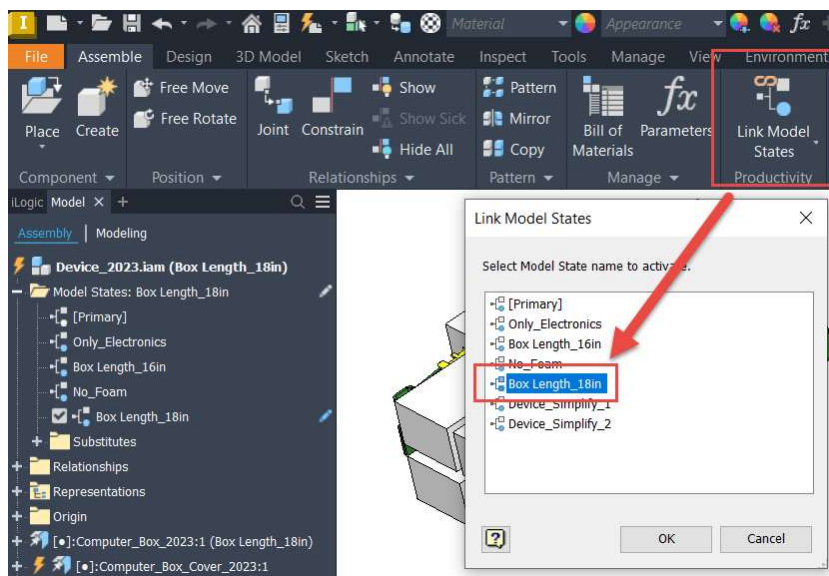 I Material Appearance fx
File Assemble Design 3D Model Sketch Annotate Inspect Tools Manage View Environment
Free Move Show Pattern
Free Rotate Show Sick Mirror
Place Create Joint Constrain Hide All Copy Bill of Materials fx Parameters Link Model States
Component Position Relationships Pattern Manage Productivity
iLogic Model × +
Assembly | Modeling
Device_2023.iam (Box Length_18in)
Model States: Box Length_18in
[Primary]
Only_Electronics
Box Length_16in
No_Foam
Box Length_18in
Substitutes
Relationships
Representations
Origin
[•]:Computer_Box_2023:1 (Box Length_18in)
[•]:Computer_Box_Cover_2023:1
Link Model States
Select Model State name to activate.
[Primary]
Only_Electronics
Box Length_16in
No_Foam
Box Length_18in
Device_Simplify_1
Device_Simplify_2
OK Cancel